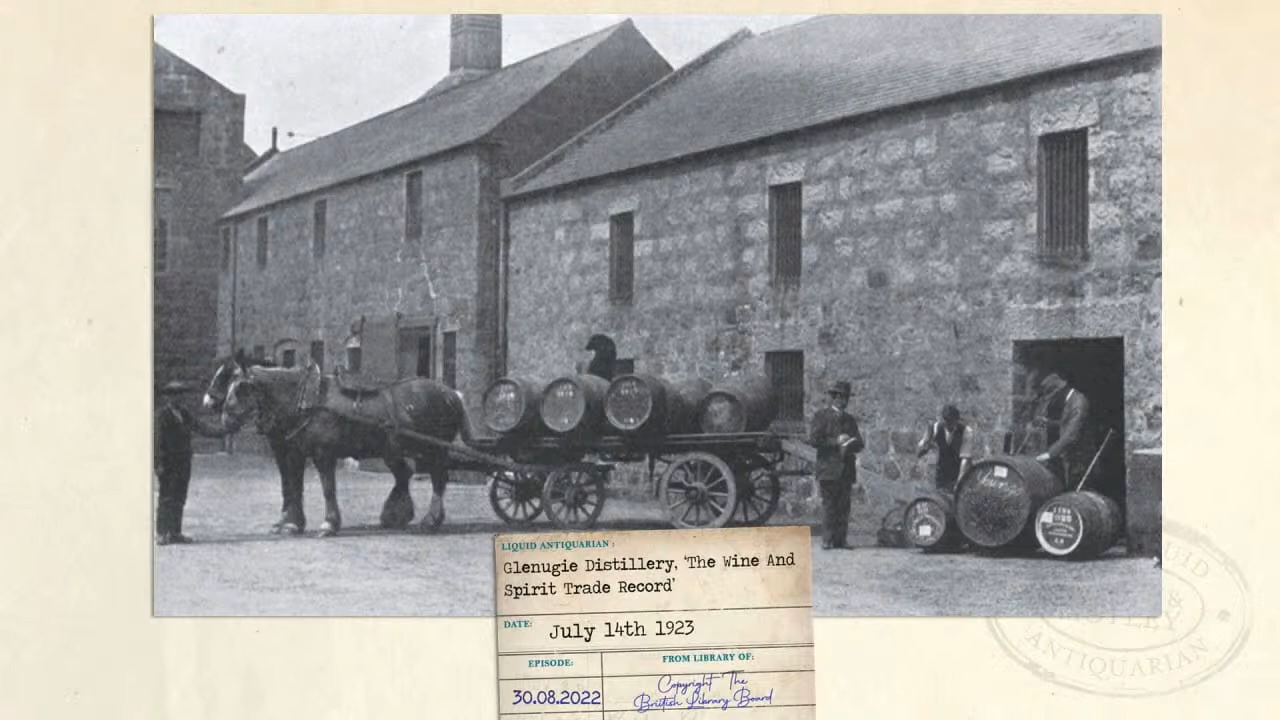 LIQUID ANTIQUARIAN :
Glenugie Distillery, 'The Wine And
Spirit Trade Record'
DATE:
July 14th 1923
EPISODE:
FROM LIBRARY OF:
30.08.2022
Copyright The
British Library Board
ANTIQUARIAN